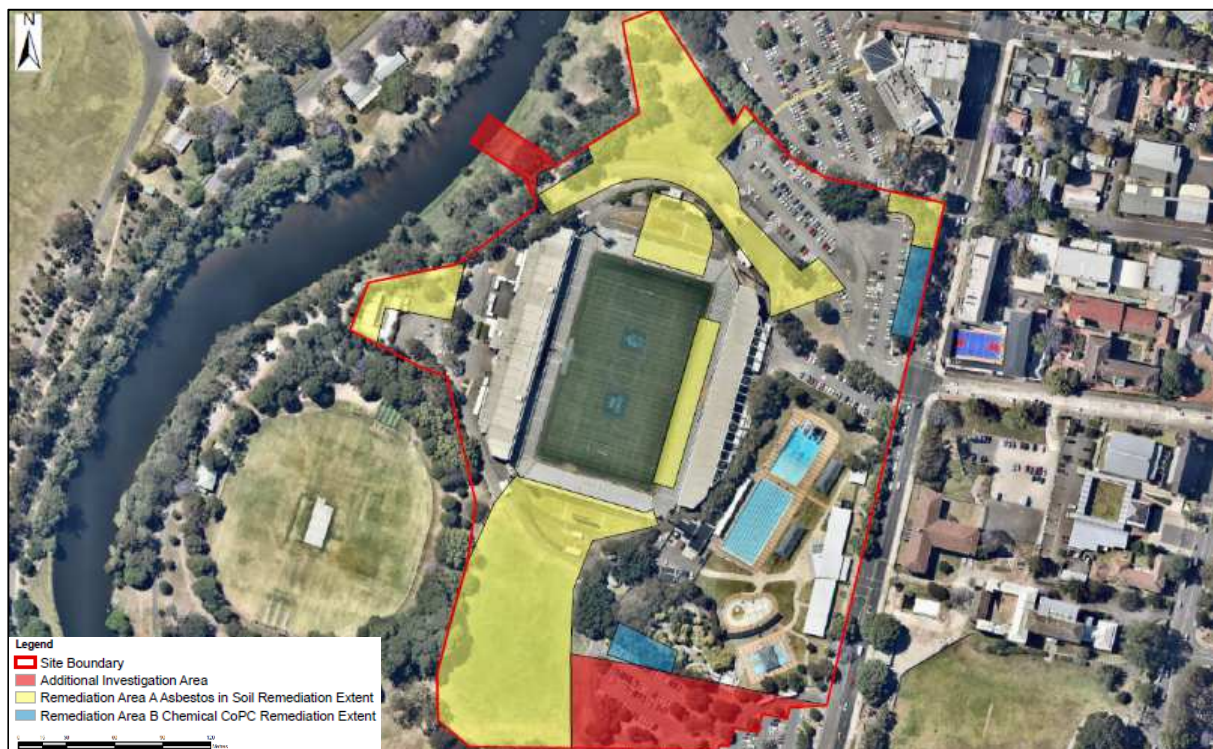 N
Legend
Site Boundary
Additional Investigation Area
Remediation Area A Asbestos in Soil Remediation Extent
Remediation Area B Chemical CoPC Remediation Extent
Metres